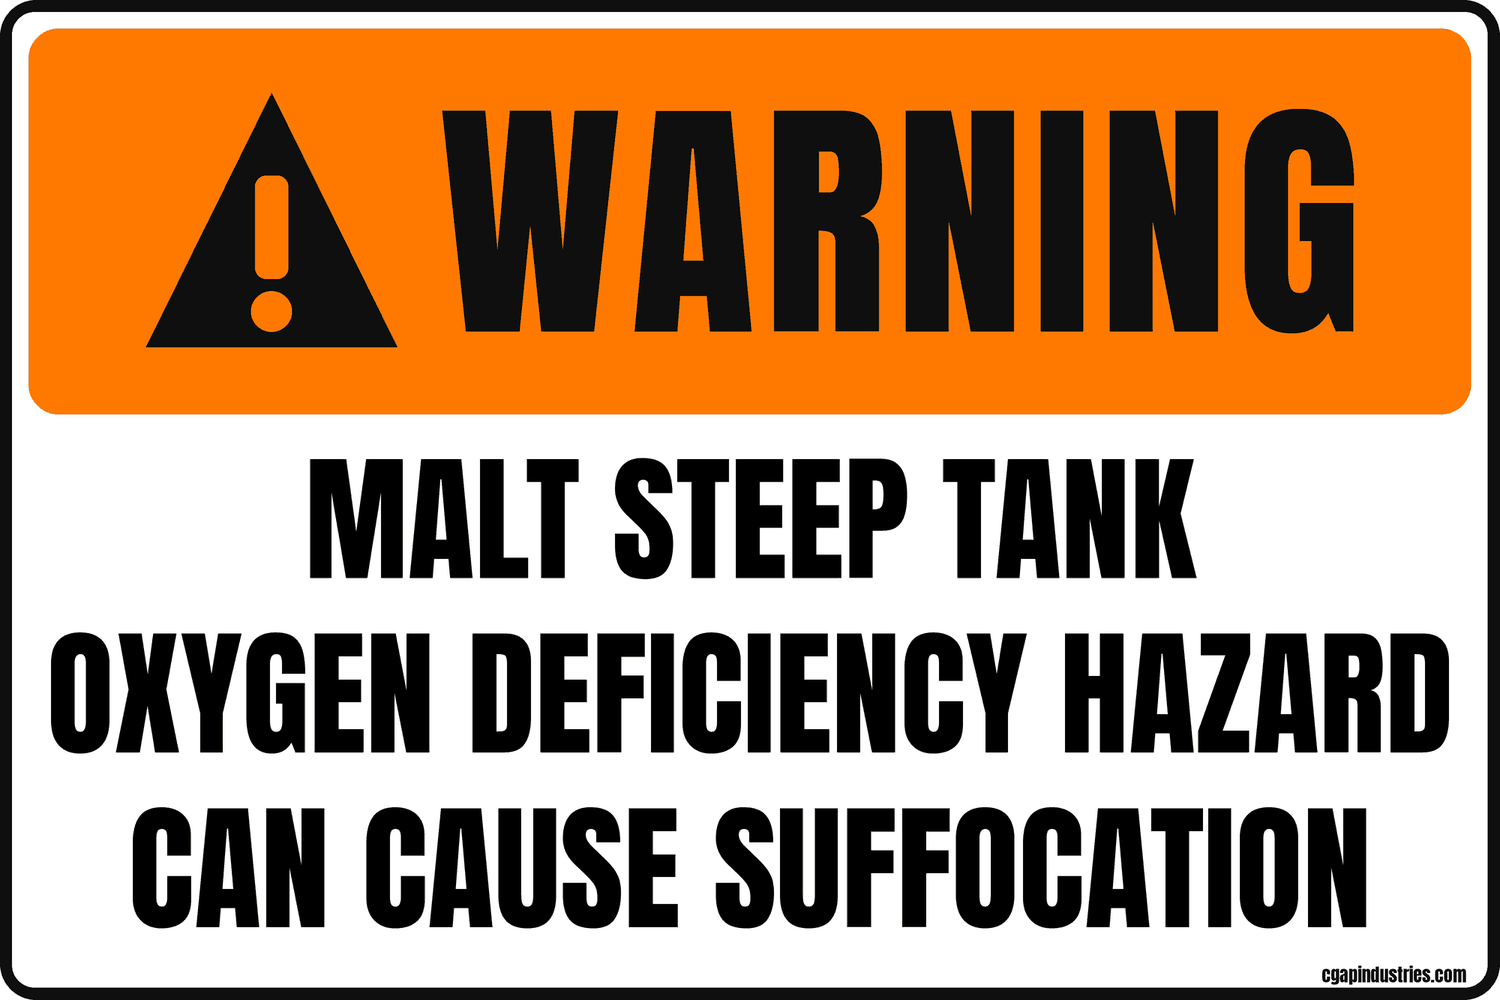 WARNING
MALT STEEP TANK
OXYGEN DEFICIENCY HAZARD
CAN CAUSE SUFFOCATION
cgapindustries.com